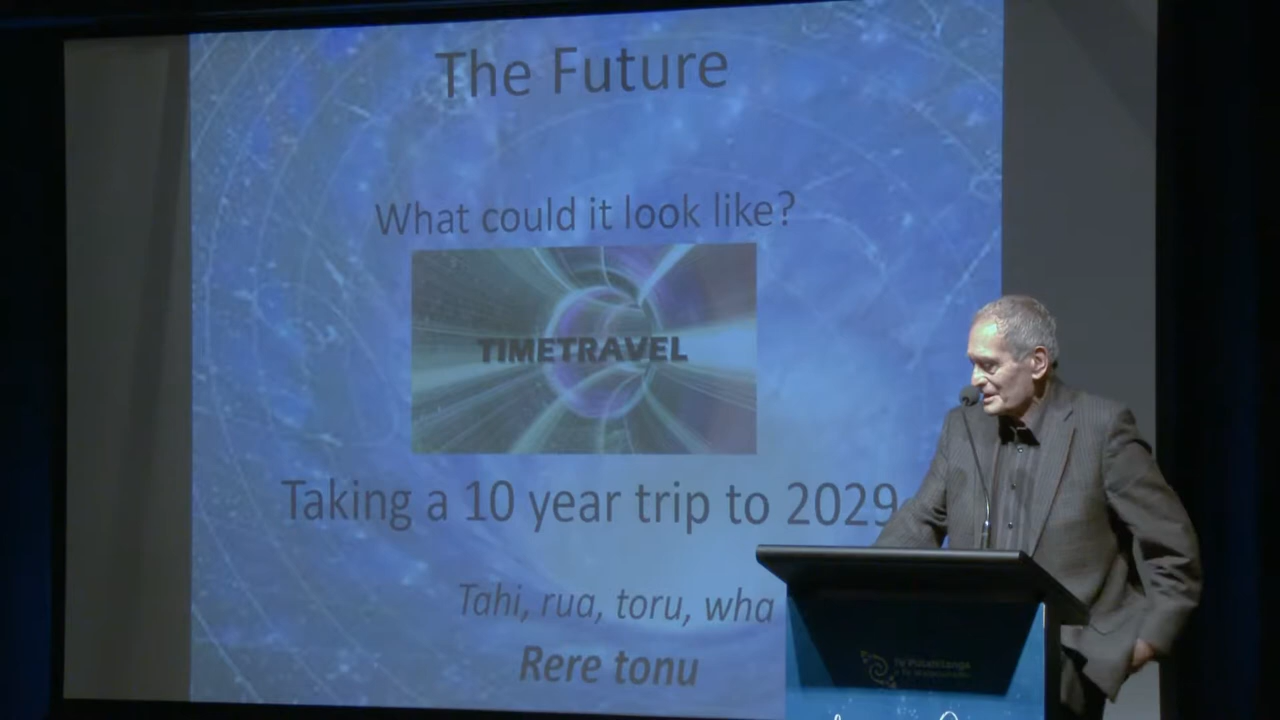 The Future
What could it look like?
TIMETRAVEL
Taking a 10 year trip to 2029
Tahi, rua, toru, wha
Rere tonu